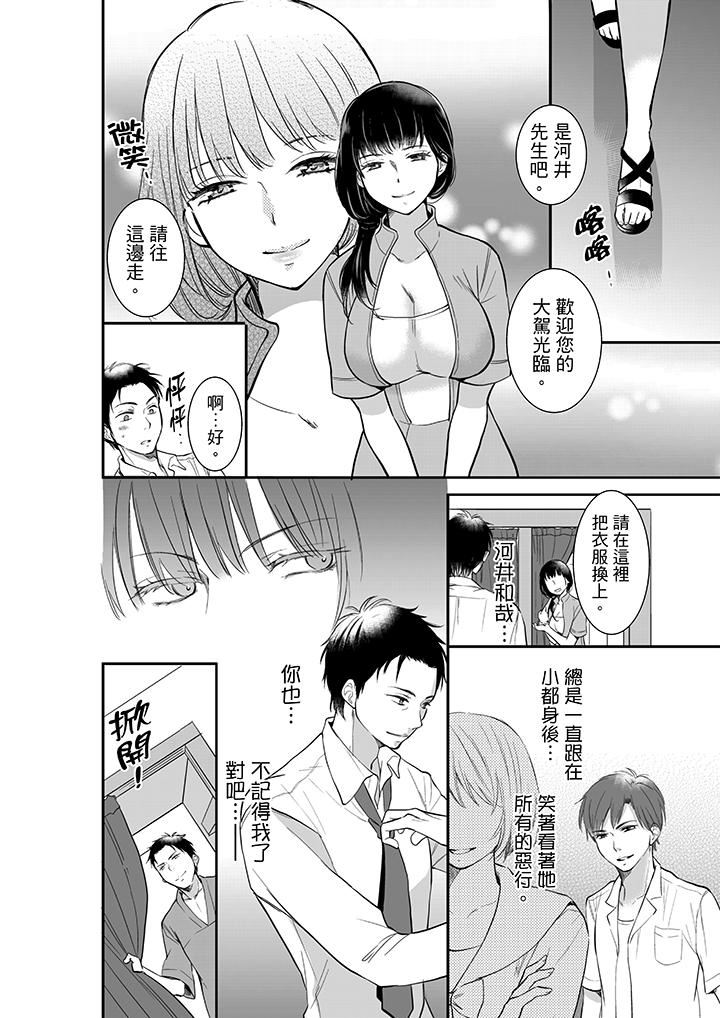 是河井
先生吧。
喀喀…
歡迎您的
大駕光臨。
微笑…
請往
這邊走。
怦怦…
啊…好。
請在這裡
把衣服換上。
河井和哉…
總是一直跟在
小都身後…
笑著看著她
所有的惡行。
你也…
不記得我了
對吧…——
掀開！